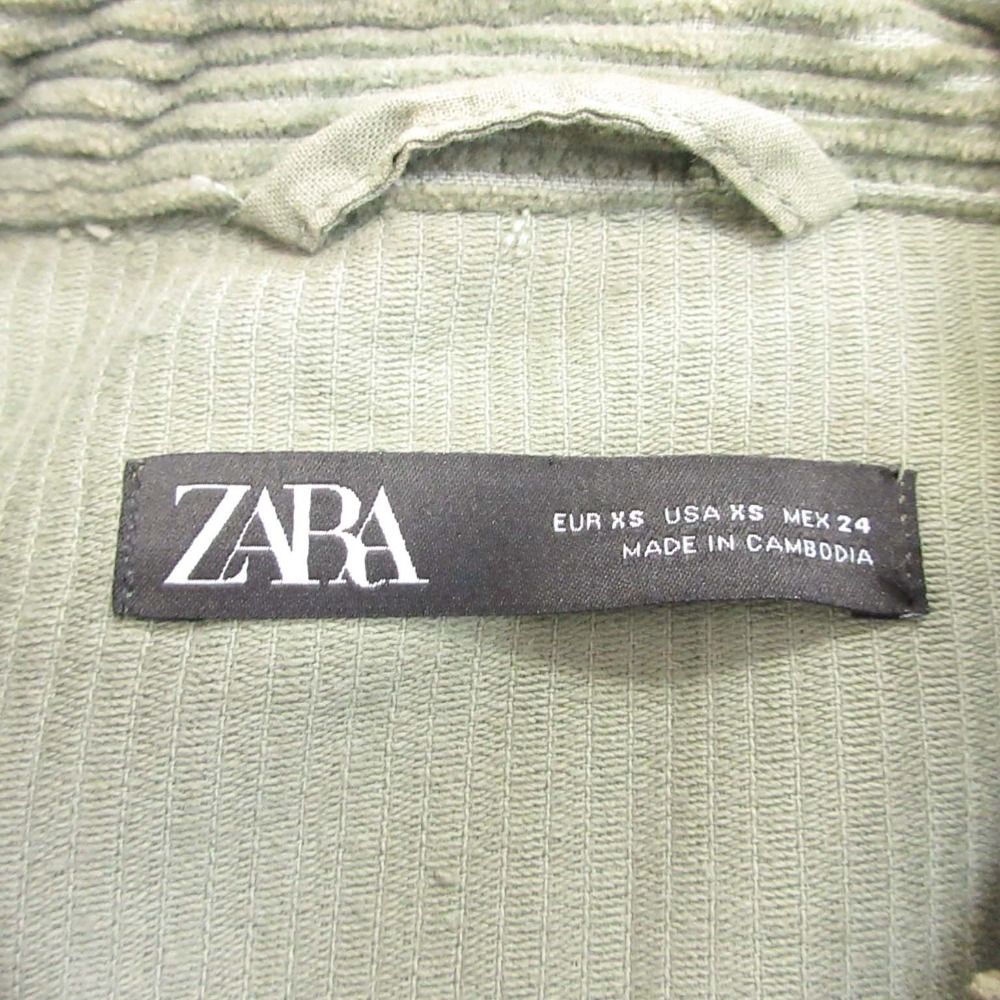 ZARA
EUR XS USA XS MEX 24
MADE IN CAMBODIA